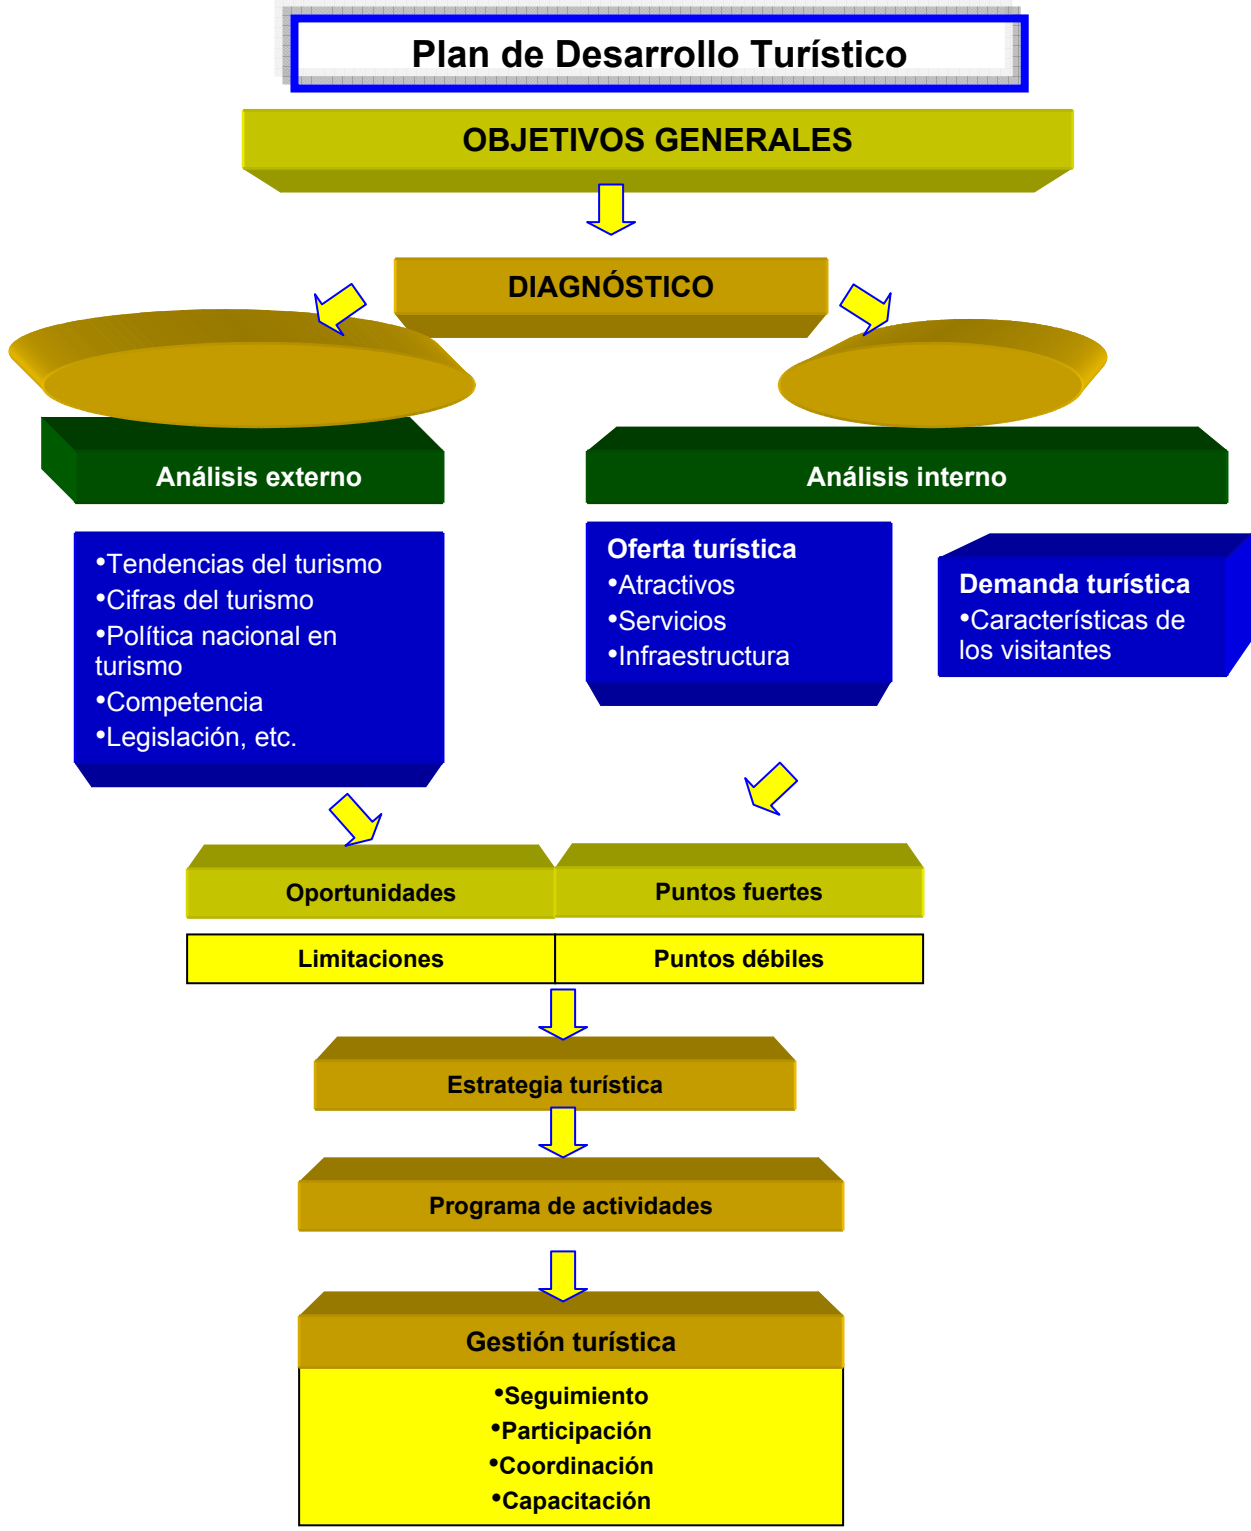 Plan de Desarrollo Turístico
OBJETIVOS GENERALES
DIAGNÓSTICO
Análisis externo
•Tendencias del turismo
•Cifras del turismo
•Política nacional en
turismo
•Competencia
•Legislación, etc.
Análisis interno
Oferta turística
•Atractivos
•Servicios
•Infraestructura
Demanda turística
•Características de
los visitantes
Oportunidades
Puntos fuertes
Limitaciones
Puntos débiles
Estrategia turística
Programa de actividades
Gestión turística
•Seguimiento
•Participación
•Coordinación
•Capacitación